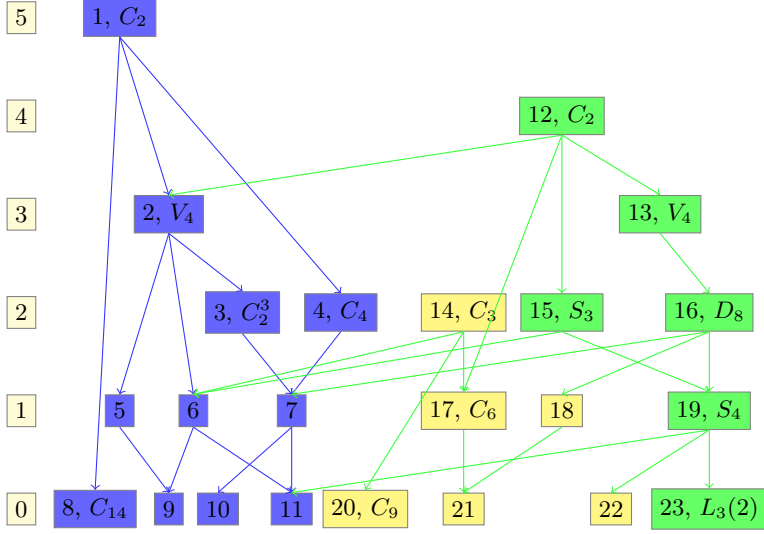 5 1, C₂
4 12, C₂
3 2, V₄ 13, V₄
2 3, C₂³ 4, C₄ 14, C₃ 15, S₃ 16, D₈
1 5 6 7 17, C₆ 18 19, S₄
0 8, C₁₄ 9 10 11 20, C₉ 21 22 23, L₃(2)